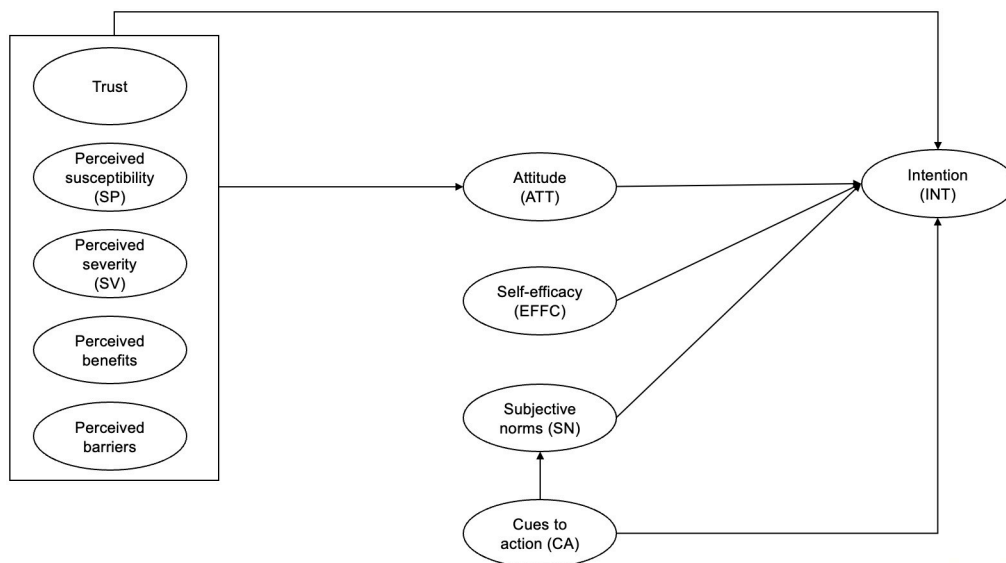 Trust
Perceived
susceptibility
(SP)
Perceived
severity
(SV)
Perceived
benefits
Perceived
barriers
Attitude
(ATT)
Self-efficacy
(EFFC)
Subjective
norms (SN)
Cues to
action (CA)
Intention
(INT)